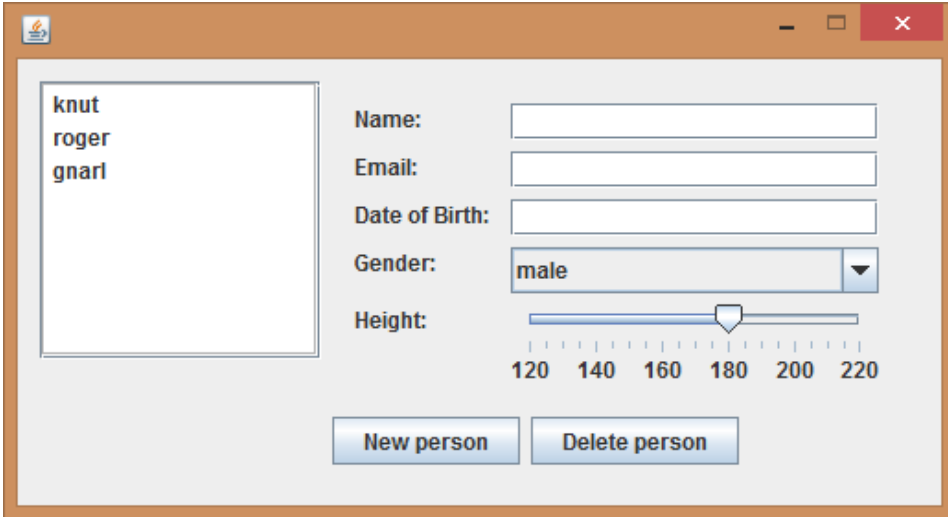 knut
roger
gnarl
Name:
Email:
Date of Birth:
Gender:
male
Height:
120 140 160 180 200 220
New person
Delete person